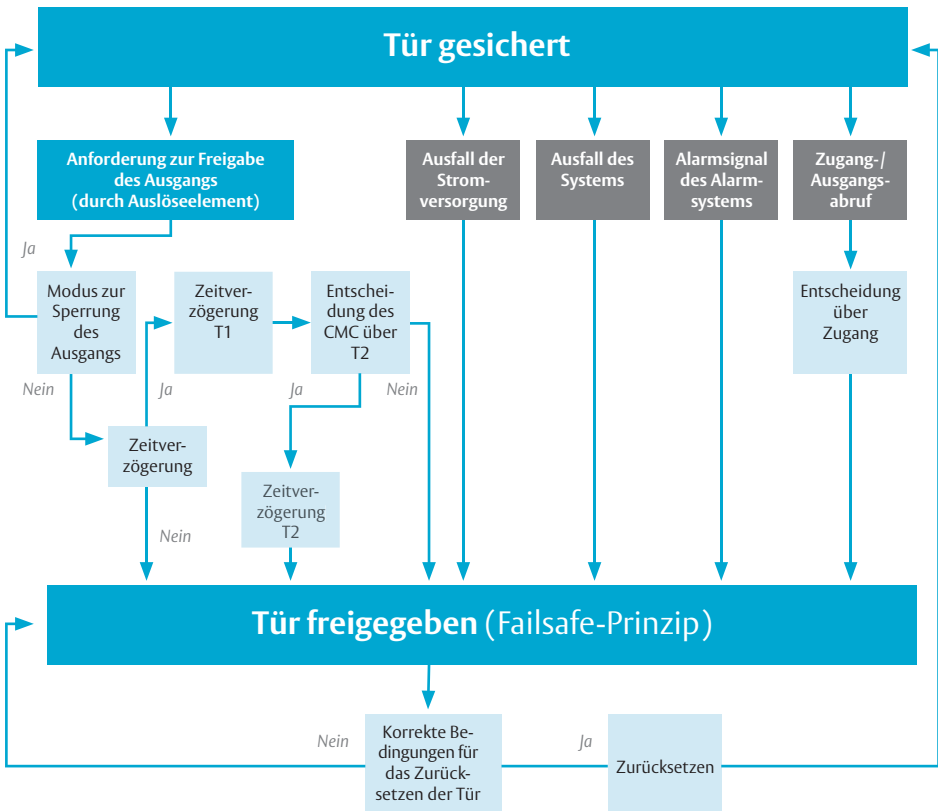 Tür gesichert
Anforderung zur Freigabe
des Ausgangs
(durch Auslöseelement)
Ausfall der
Strom-
versorgung
Ausfall des
Systems
Alarmsignal
des Alarm-
systems
Zugang-/
Ausgangs-
abruf
Ja
Modus zur
Sperrung
des
Ausgangs
Zeitver-
zögerung
T1
Entschei-
dung des
CMC über
T2
Entscheidung
über
Zugang
Nein
Ja
Ja
Nein
Zeitver-
zögerung
Zeitver-
zögerung
T2
Nein
Tür freigegeben (Failsafe-Prinzip)
Nein
Korrekte Be-
dingungen für
das Zurück-
setzen der Tür
Ja
Zurücksetzen